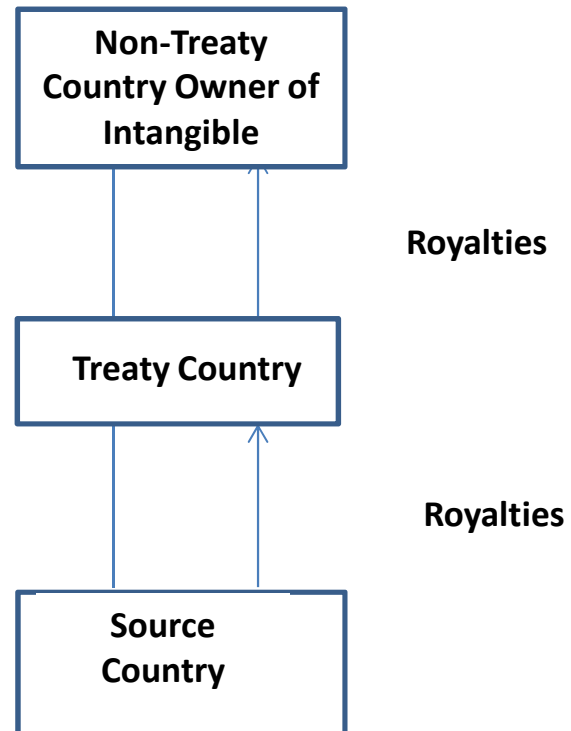 Non-Treaty
Country Owner of
Intangible
Royalties
Treaty Country
Royalties
Source
Country